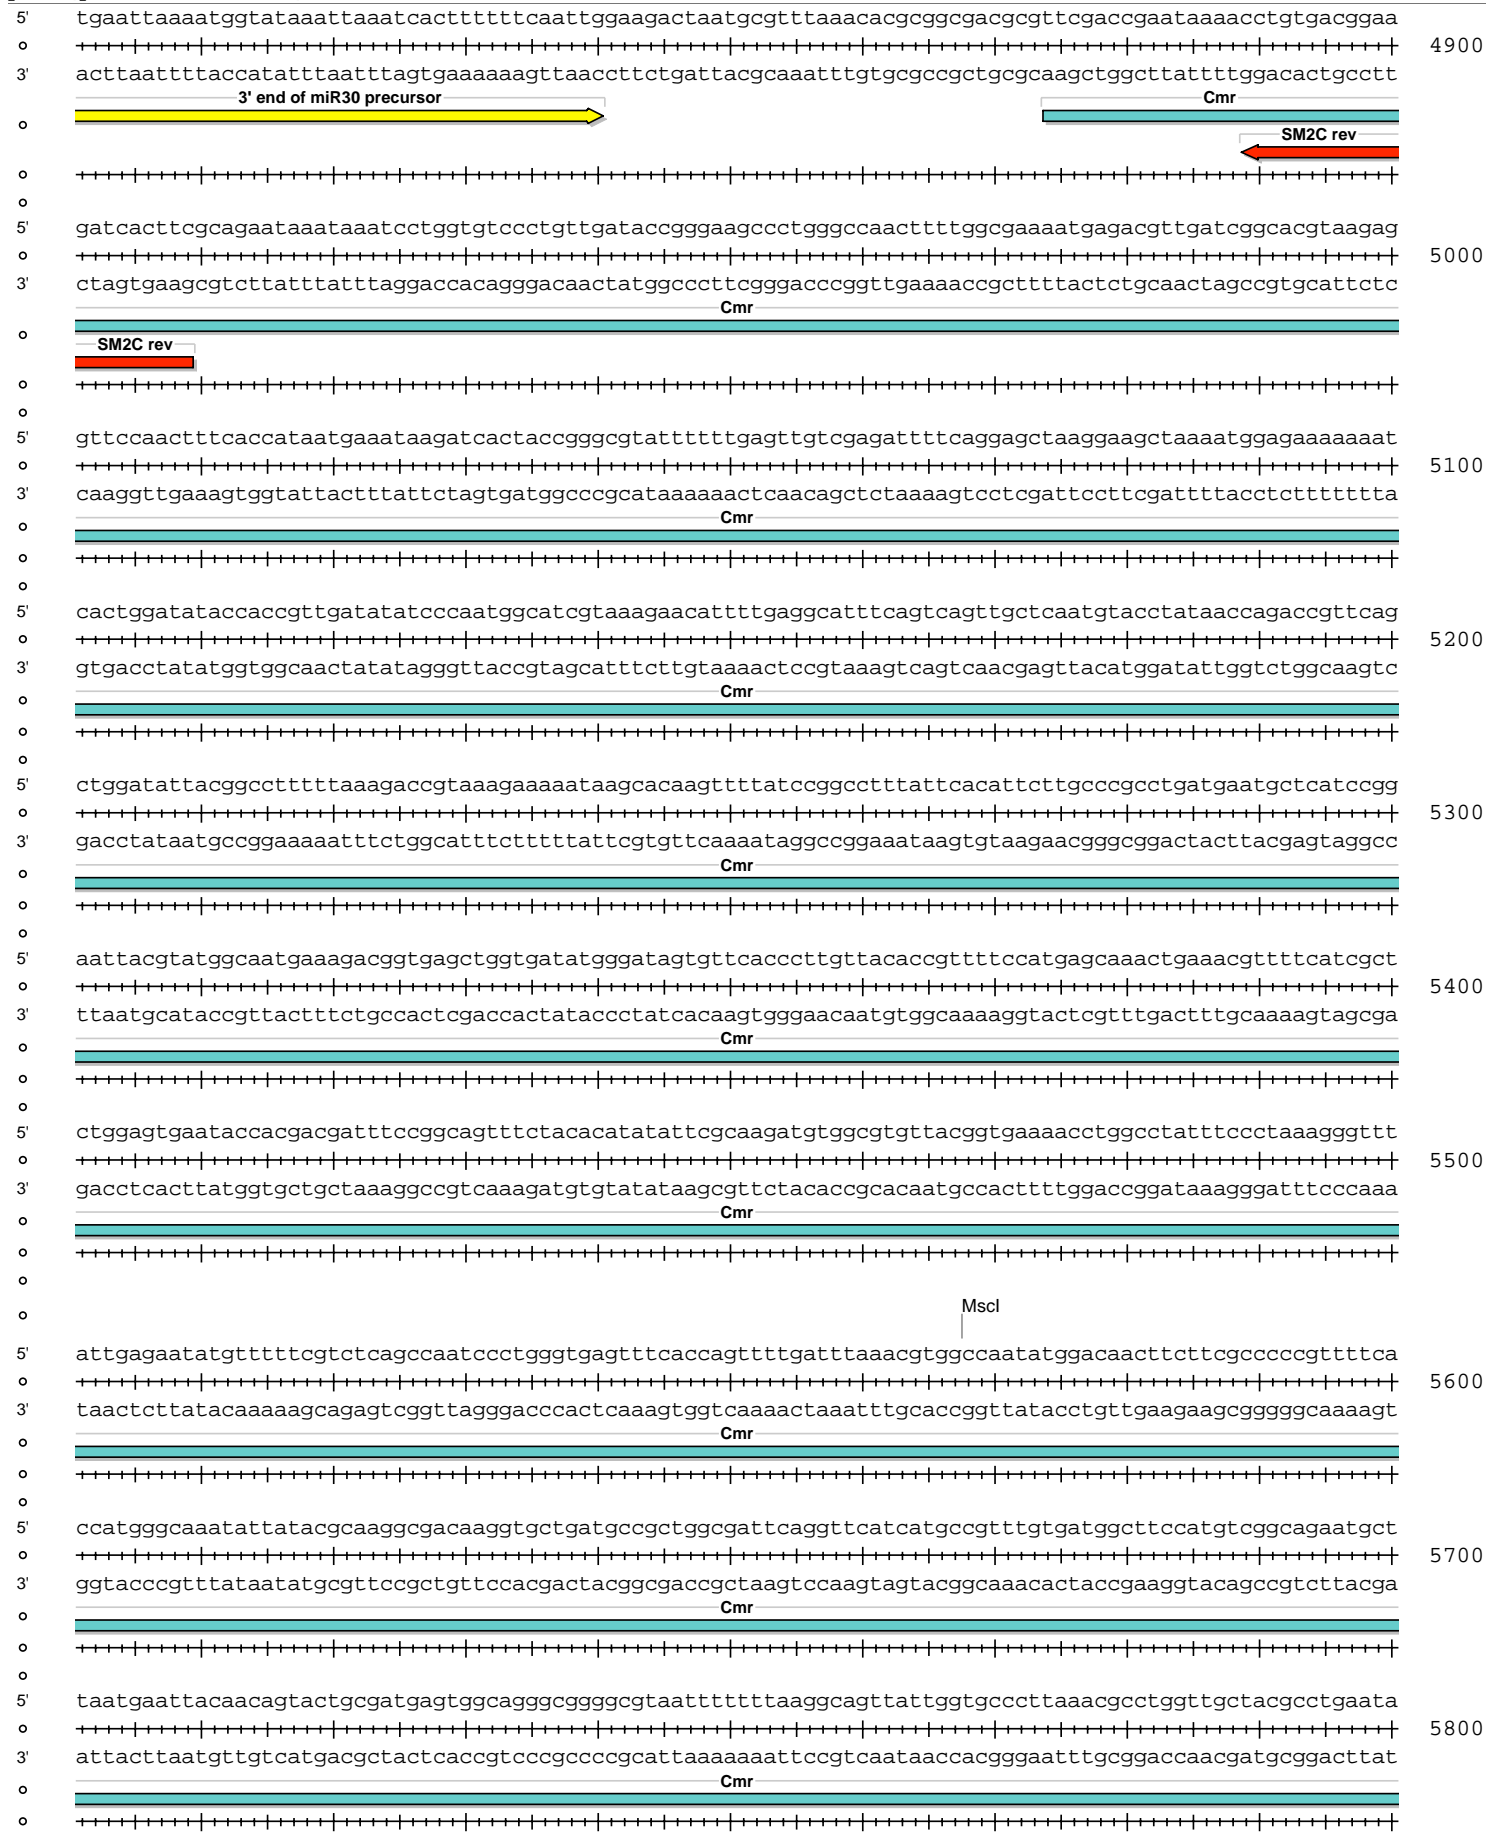 5' tgaattaaaatggtataaattaaatcacttttttcaattggaagactaatgcgtttaaacacgcggcgacgcgttcgaccgaataaaacctgtgacggaa
4900
3' acttaattttaccatatttaatttagtgaaaaaagttaaccttctgattacgcaaatttgtgcgccgctgcgcaagctggcttattttggacactgcctt
3' end of miR30 precursor Cmr
SM2C rev
5' gatcacttcgcagaataaataaatcctggtgtccctgttgataccgggaagccctgggccaacttttggcgaaaatgagacgttgatcggcacgtaagag
5000
3' ctagtgaagcgtcttatttatttaggaccacagggacaactatggcccttcgggacccggttgaaaaccgcttttactctgcaactagccgtgcattctc
Cmr
SM2C rev
5' gttccaactttcaccataatgaaataagatcactaccgggcgtattttttgagttgtcgagattttcaggagctaaggaagctaaaatggagaaaaaaat
5100
3' caaggttgaaagtggtattactttattctagtgatggcccgcataaaaaactcaacagctctaaaagtcctcgattccttcgattttacctcttttttta
Cmr
5' cactggatataccaccgttgatatatcccaatggcatcgtaaagaacattttgaggcatttcagtcagttgctcaatgtacctataaccagaccgttcag
5200
3' gtgacctatatggtggcaactatatagggttaccgtagcatttcttgtaaaactccgtaaagtcagtcaacgagttacatggatattggtctggcaagtc
Cmr
5' ctggatattacggcctttttaaagaccgtaaagaaaaataagcacaagttttatccggcctttattcacattcttgcccgcctgatgaatgctcatccgg
5300
3' gacctataatgccggaaaaatttctggcatttctttttattcgtgttcaaaataggccggaaataagtgtaagaacgggcggactacttacgagtaggcc
Cmr
5' aattacgtatggcaatgaaagacggtgagctggtgatatgggatagtgttcacccttgttacaccgttttccatgagcaaactgaaacgttttcatcgct
5400
3' ttaatgcataccgttactttctgccactcgaccactataccctatcacaagtgggaacaatgtggcaaaaggtactcgtttgactttgcaaaagtagcga
Cmr
5' ctggagtgaataccacgacgatttccggcagtttctacacatatattcgcaagatgtggcgtgttacggtgaaaacctggcctatttccctaaagggttt
5500
3' gacctcacttatggtgctgctaaaggccgtcaaagatgtgtatataagcgttctacaccgcacaatgccacttttggaccggataaagggatttcccaaa
Cmr
MscI
5' attgagaatatgtttttcgtctcagccaatccctgggtgagtttcaccagttttgatttaaacgtggccaatatggacaacttcttcgcccccgttttca
5600
3' taactcttatacaaaaagcagagtcggttagggacccactcaaagtggtcaaaactaaatttgcaccggttatacctgttgaagaagcgggggcaaaagt
Cmr
5' ccatgggcaaatattatacgcaaggcgacaaggtgctgatgccgctggcgattcaggttcatcatgccgtttgtgatggcttccatgtcggcagaatgct
5700
3' ggtacccgtttataatatgcgttccgctgttccacgactacggcgaccgctaagtccaagtagtacggcaaacactaccgaaggtacagccgtcttacga
Cmr
5' taatgaattacaacagtactgcgatgagtggcagggcggggcgtaatttttttaaggcagttattggtgcccttaaacgcctggttgctacgcctgaata
5800
3' attacttaatgttgtcatgacgctactcaccgtcccgccccgcattaaaaaaattccgtcaataaccacgggaatttgcggaccaacgatgcggacttat
Cmr